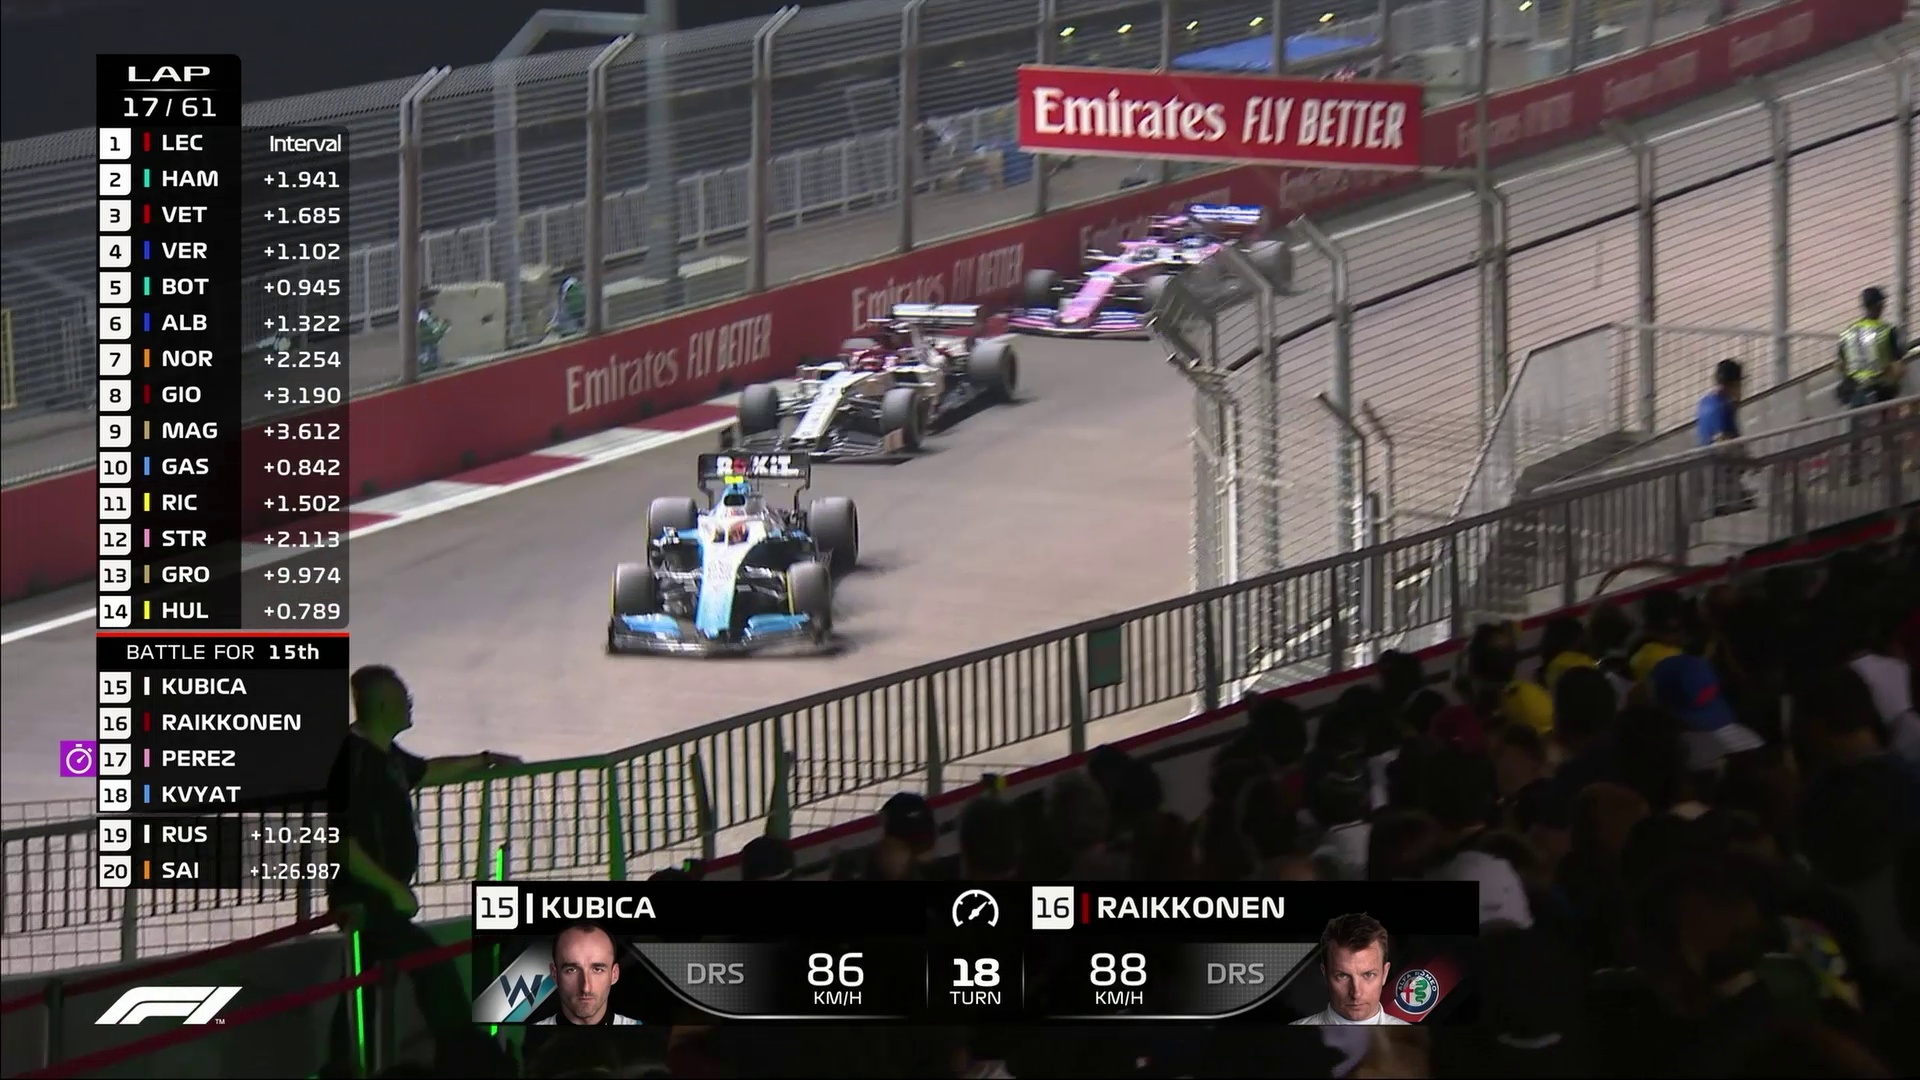 LAP
17/61
1 LEC Interval
2 HAM +1.941
3 VET +1.685
4 VER +1.102
5 BOT +0.945
6 ALB +1.322
7 NOR +2.254
8 GIO +3.190
9 MAG +3.612
10 GAS +0.842
11 RIC +1.502
12 STR +2.113
13 GRO +9.974
14 HUL +0.789
BATTLE FOR 15th
15 KUBICA
16 RAIKKONEN
17 PEREZ
18 KVYAT
19 RUS +10.243
20 SAI +1:26.987
Emirates FLY BETTER
Emirates FLY BETTER
Emirates FLY BETTER
ROKiT
F1
15 KUBICA
DRS 86 KM/H
18 TURN
16 RAIKKONEN
88 KM/H DRS